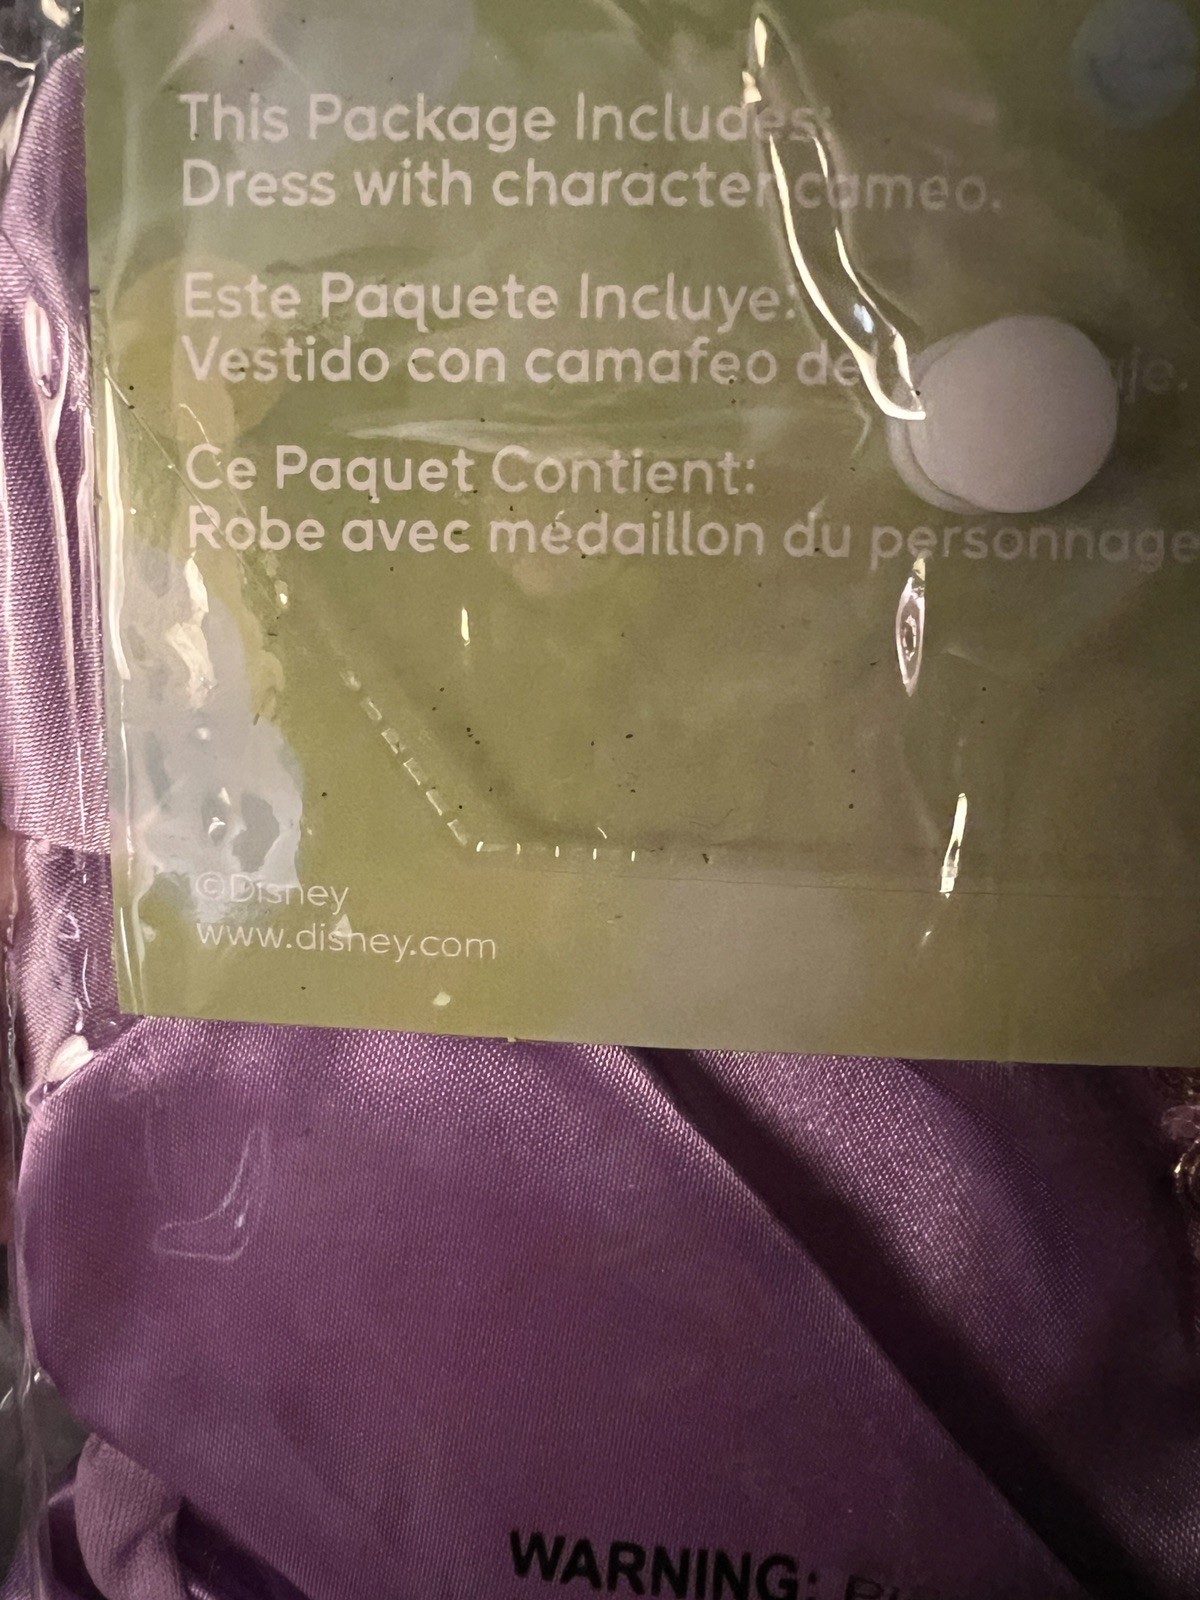 This Package Includes:
Dress with character cameo.
Este Paquete Incluye:
Vestido con camafeo de
Ce Paquet Contient:
Robe avec médaillon du personnage
©Disney
www.disney.com
WARNING: